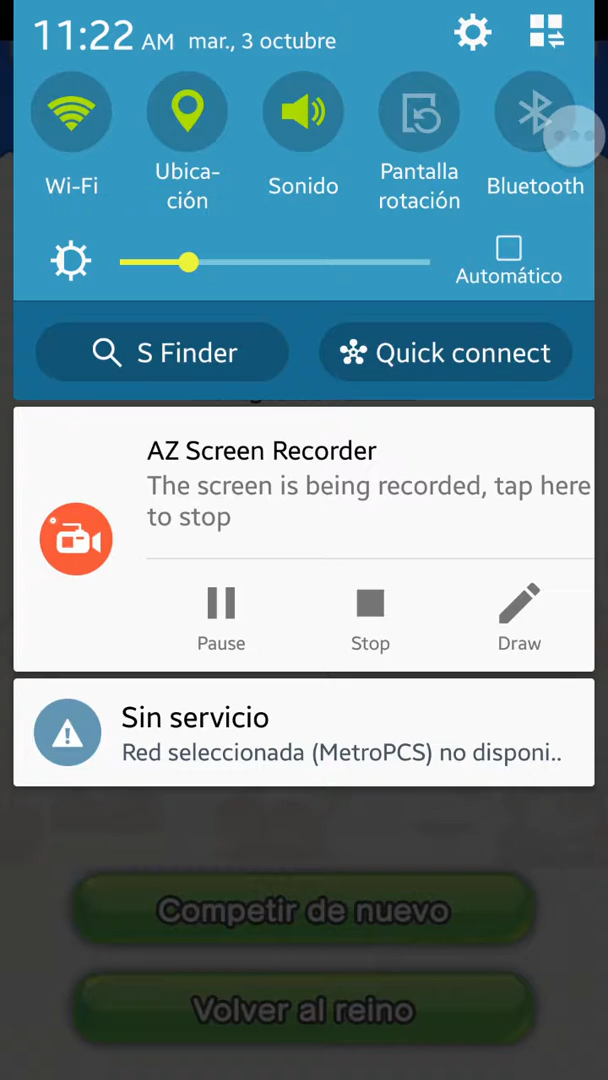 11:22 AM mar., 3 octubre
Wi-Fi
Ubica-
ción
Sonido
Pantalla
rotación
Bluetooth
Automático
S Finder
Quick connect
AZ Screen Recorder
The screen is being recorded, tap here
to stop
Pause
Stop
Draw
Sin servicio
Red seleccionada (MetroPCS) no disponi..
Competir de nuevo
Volver al reino